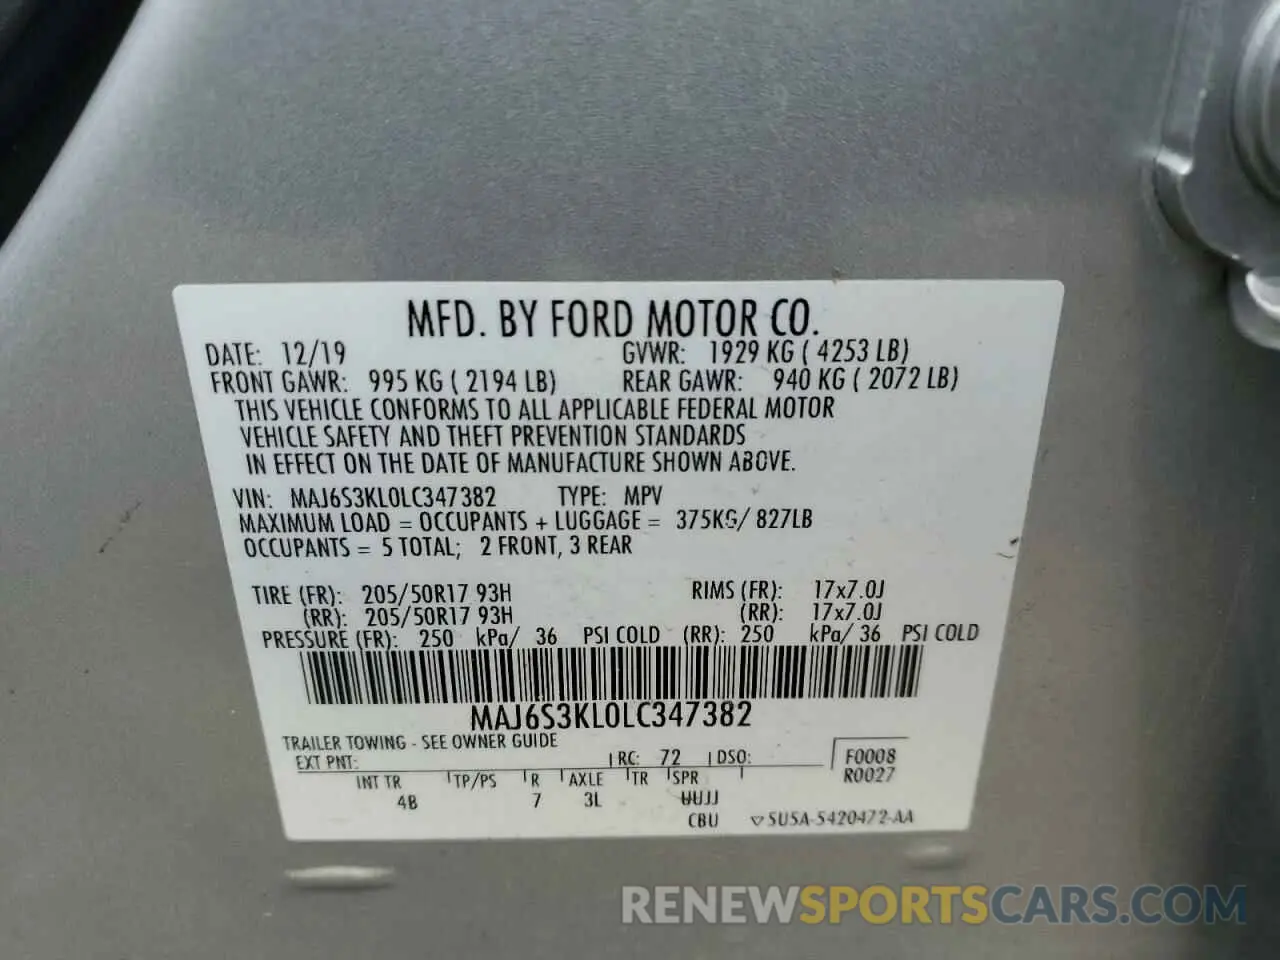 MFD. BY FORD MOTOR CO.
DATE: 12/19 GVWR: 1929 KG ( 4253 LB)
FRONT GAWR: 995 KG ( 2194 LB) REAR GAWR: 940 KG ( 2072 LB)
THIS VEHICLE CONFORMS TO ALL APPLICABLE FEDERAL MOTOR
VEHICLE SAFETY AND THEFT PREVENTION STANDARDS
IN EFFECT ON THE DATE OF MANUFACTURE SHOWN ABOVE.
VIN: MAJ6S3KL0LC347382 TYPE: MPV
MAXIMUM LOAD = OCCUPANTS + LUGGAGE = 375KG/ 827LB
OCCUPANTS = 5 TOTAL; 2 FRONT, 3 REAR
TIRE (FR): 205/50R17 93H RIMS (FR): 17x7.0J
(RR): 205/50R17 93H (RR): 17x7.0J
PRESSURE (FR): 250 kPa/ 36 PSI COLD (RR): 250 kPa/ 36 PSI COLD
MAJ6S3KL0LC347382
TRAILER TOWING - SEE OWNER GUIDE
EXT PNT: RC: 72 DSO: F0008
R0027
INT TR TP/PS R AXLE TR SPR
4B 7 3L UUJJ
CBU 5U5A-5420472-AA
RENEWSPORTSCARS.COM